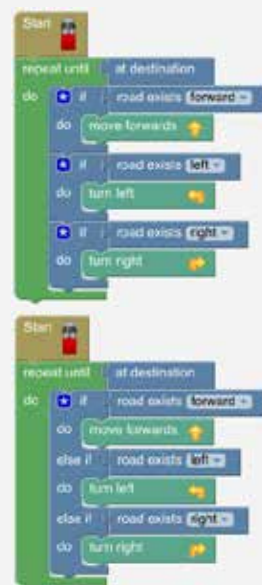 Start
repeat until at destination
do if road exists forward
do move forwards
if road exists left
do turn left
if road exists right
do turn right
Start
repeat until at destination
do if road exists forward
do move forwards
else if road exists left
do turn left
else if road exists right
do turn right